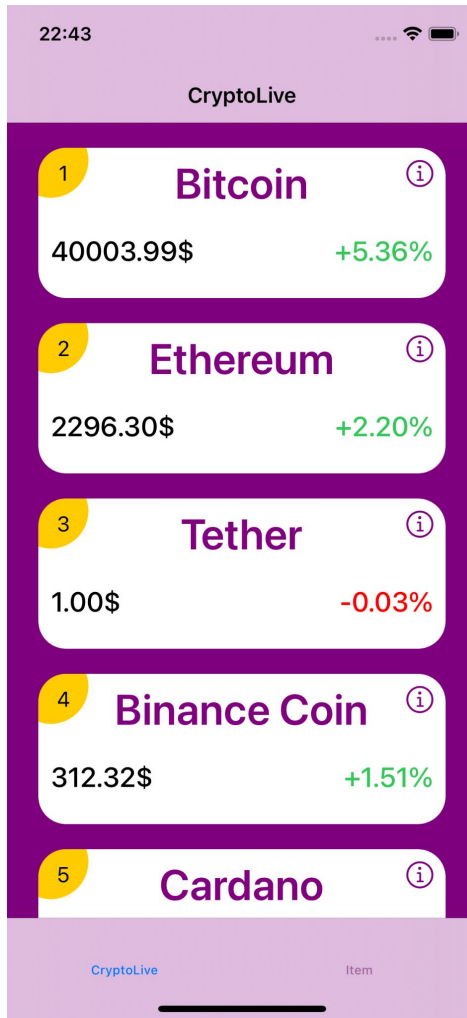 22:43
CryptoLive
1
Bitcoin
40003.99$ +5.36%
2
Ethereum
2296.30$ +2.20%
3
Tether
1.00$ -0.03%
4
Binance Coin
312.32$ +1.51%
5
Cardano
CryptoLive Item